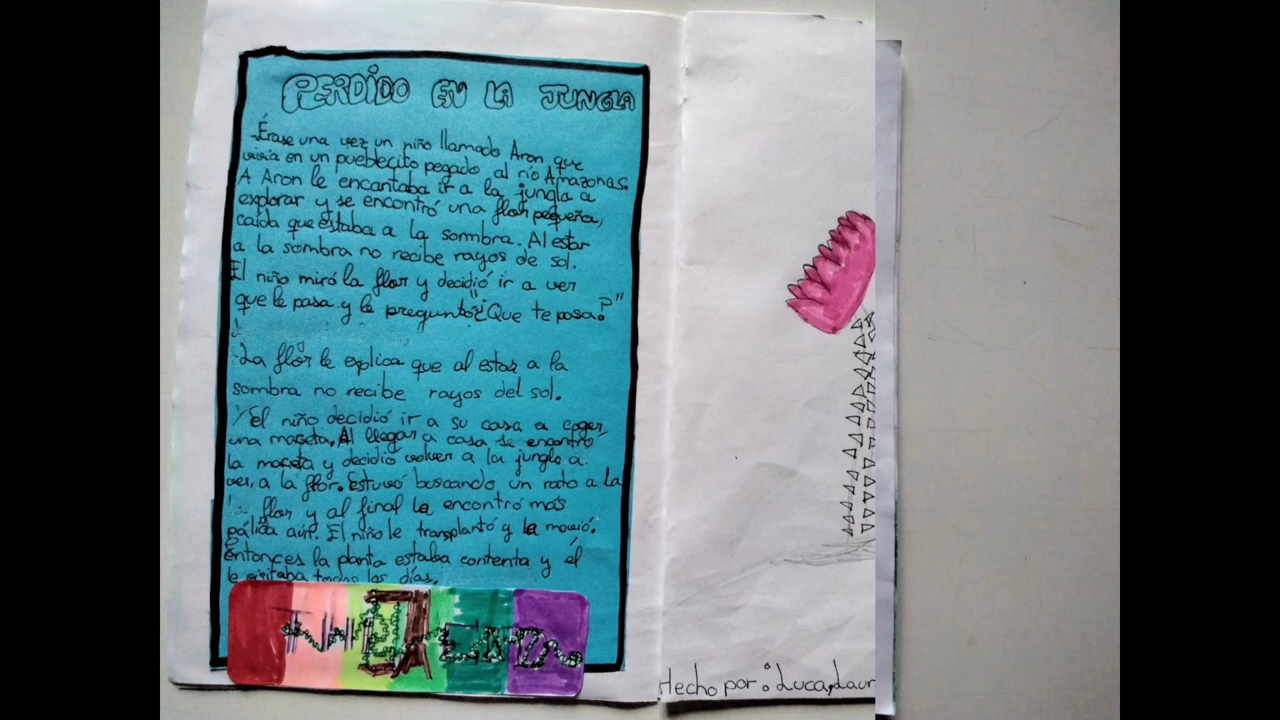 PERDIDO EN LA JUNGLA
-Érase una vez un niño llamado Aron que
vivía en un pueblecito pegado al río Amazonas.
A Aron le encantaba ir a la jungla a
explorar y se encontró una flor pequeña,
caída que estaba a la sombra. Al estar
a la sombra no recibe rayos de sol.
El niño miró la flor y decidió ir a ver
que le pasa y le preguntó "¿Que te pasa?"
La flor le explica que al estar a la
sombra no recibe rayos del sol.
El niño decidió ir a su casa a coger
una maceta. Al llegar a casa se encontró
la maceta y decidió volver a la jungla a
ver a la flor. Estuvo buscando un rato a la
flor y al final la encontró más
pálida aún. El niño le transplantó y la
Entonces la planta estaba contenta y él
le visitaba todos los días.
THE END
Hecho por: Luca, Laur